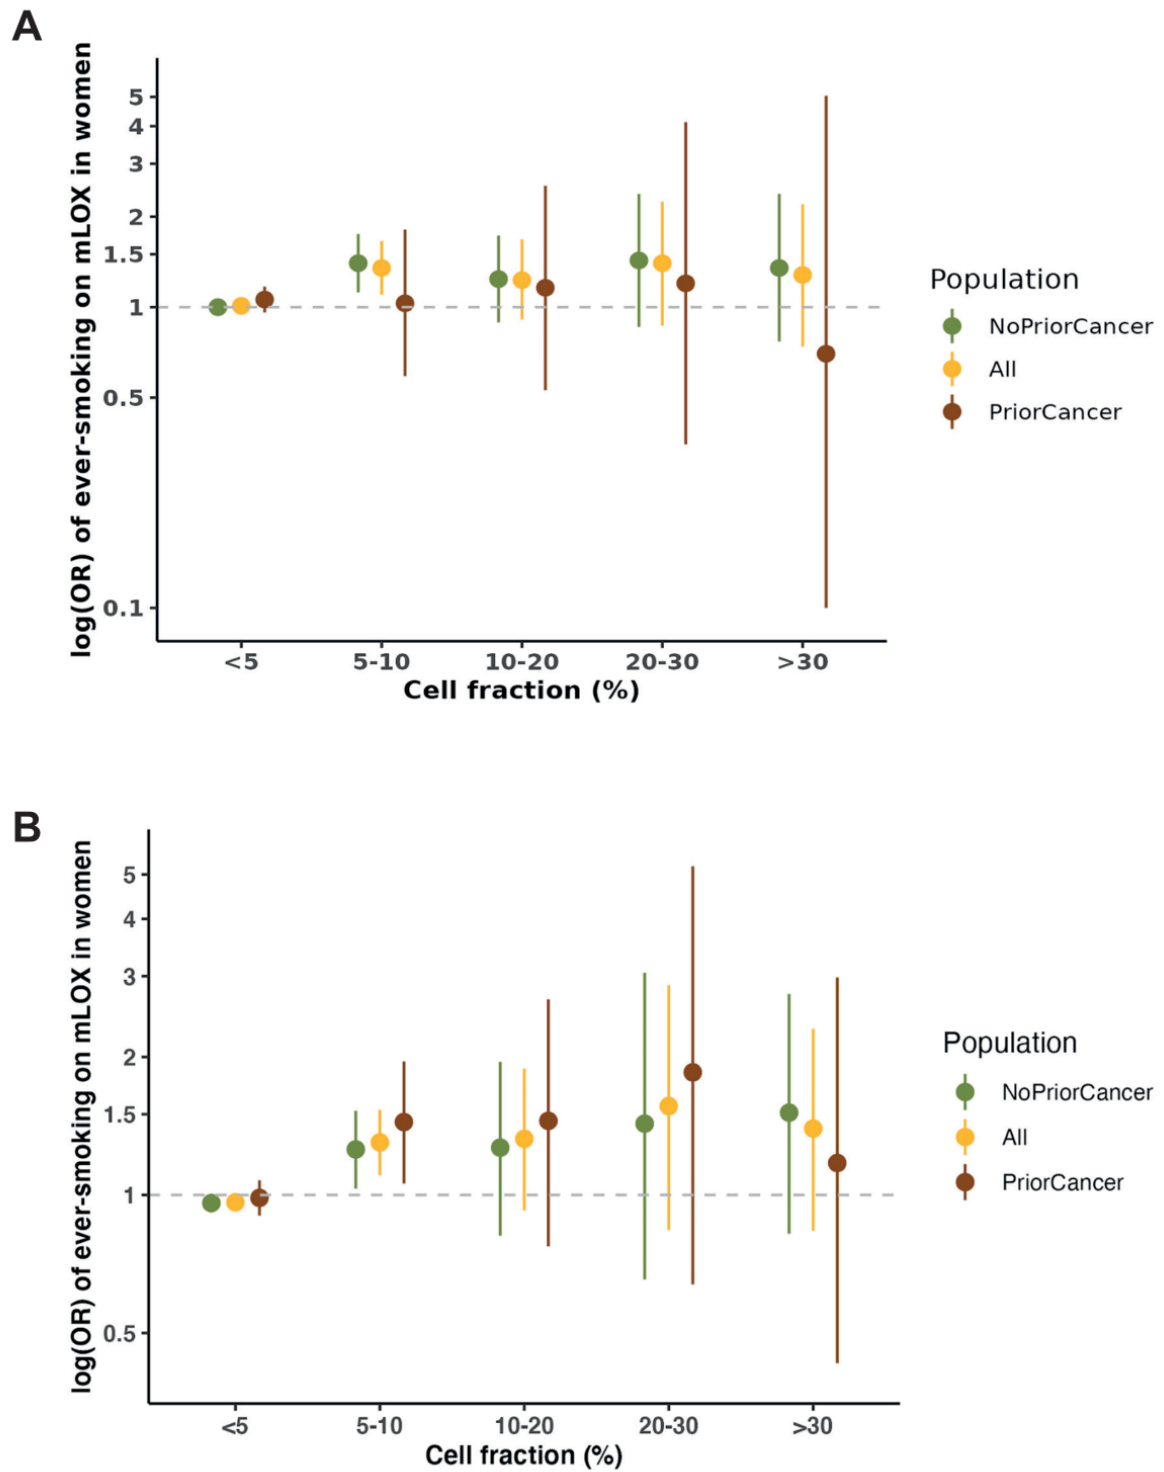 A
log(OR) of ever-smoking on mLOX in women
5
4
3
2
1.5
1
0.5
0.1
<5 5-10 10-20 20-30 >30
Cell fraction (%)
Population
NoPriorCancer
All
PriorCancer
B
log(OR) of ever-smoking on mLOX in women
5
4
3
2
1.5
1
0.5
<5 5-10 10-20 20-30 >30
Cell fraction (%)
Population
NoPriorCancer
All
PriorCancer